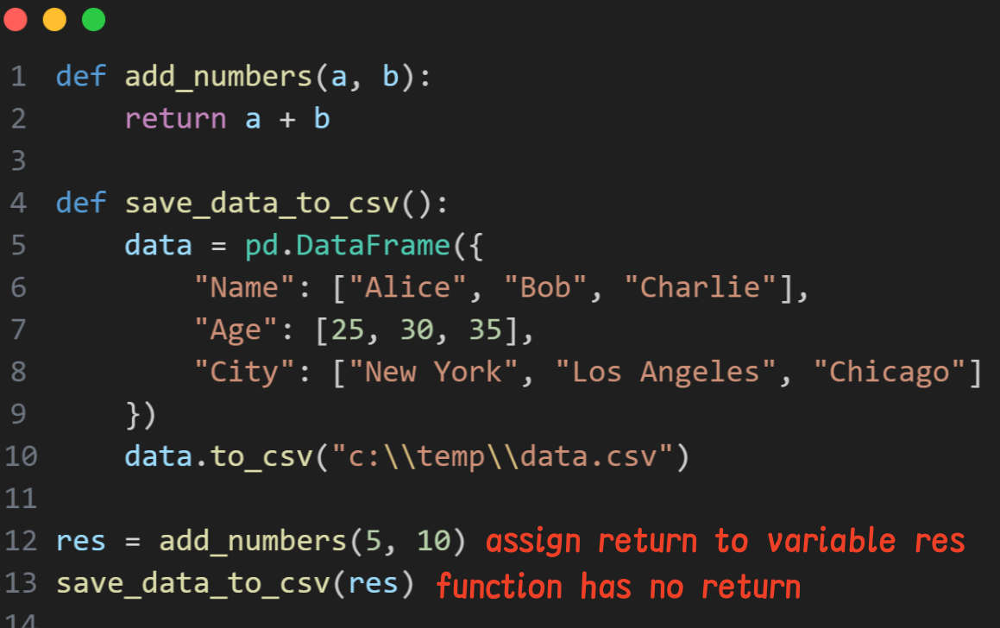 1 def add_numbers(a, b):
2     return a + b
3
4 def save_data_to_csv():
5     data = pd.DataFrame({
6         "Name": ["Alice", "Bob", "Charlie"],
7         "Age": [25, 30, 35],
8         "City": ["New York", "Los Angeles", "Chicago"]
9     })
10     data.to_csv("c:\\temp\\data.csv")
11
12 res = add_numbers(5, 10) assign return to variable res
13 save_data_to_csv(res) function has no return
14